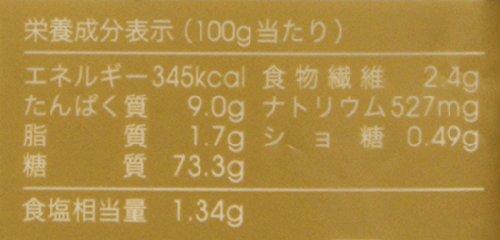 栄養成分表示(100g当たり)
エネルギー345kcal 食物繊維 2.4g
たんぱく質 9.0g ナトリウム527mg
脂質 1.7g ショ糖 0.49g
糖質 73.3g
食塩相当量 1.34g